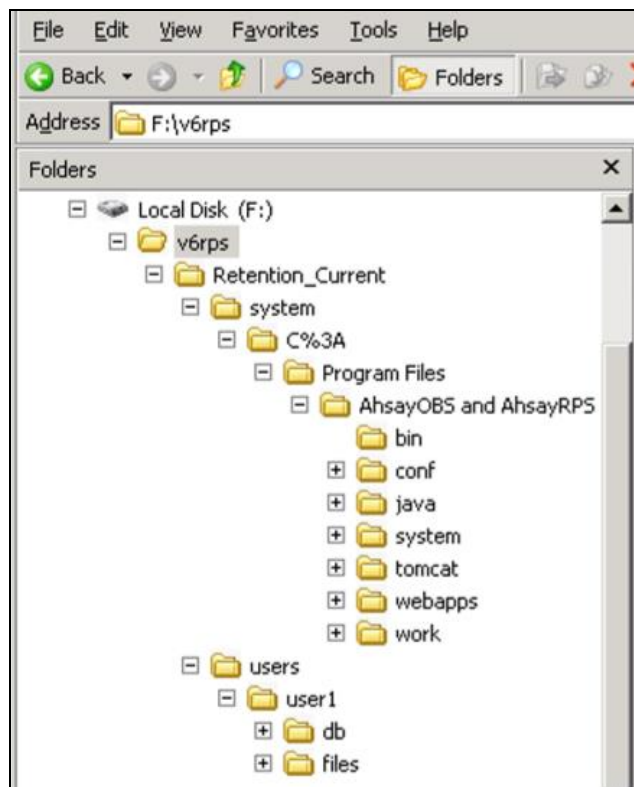 File Edit View Favorites Tools Help
Back Search Folders
Address F:\v6rps
Folders
Local Disk (F:)
v6rps
Retention_Current
system
C%3A
Program Files
AhsayOBS and AhsayRPS
bin
conf
java
system
tomcat
webapps
work
users
user1
db
files